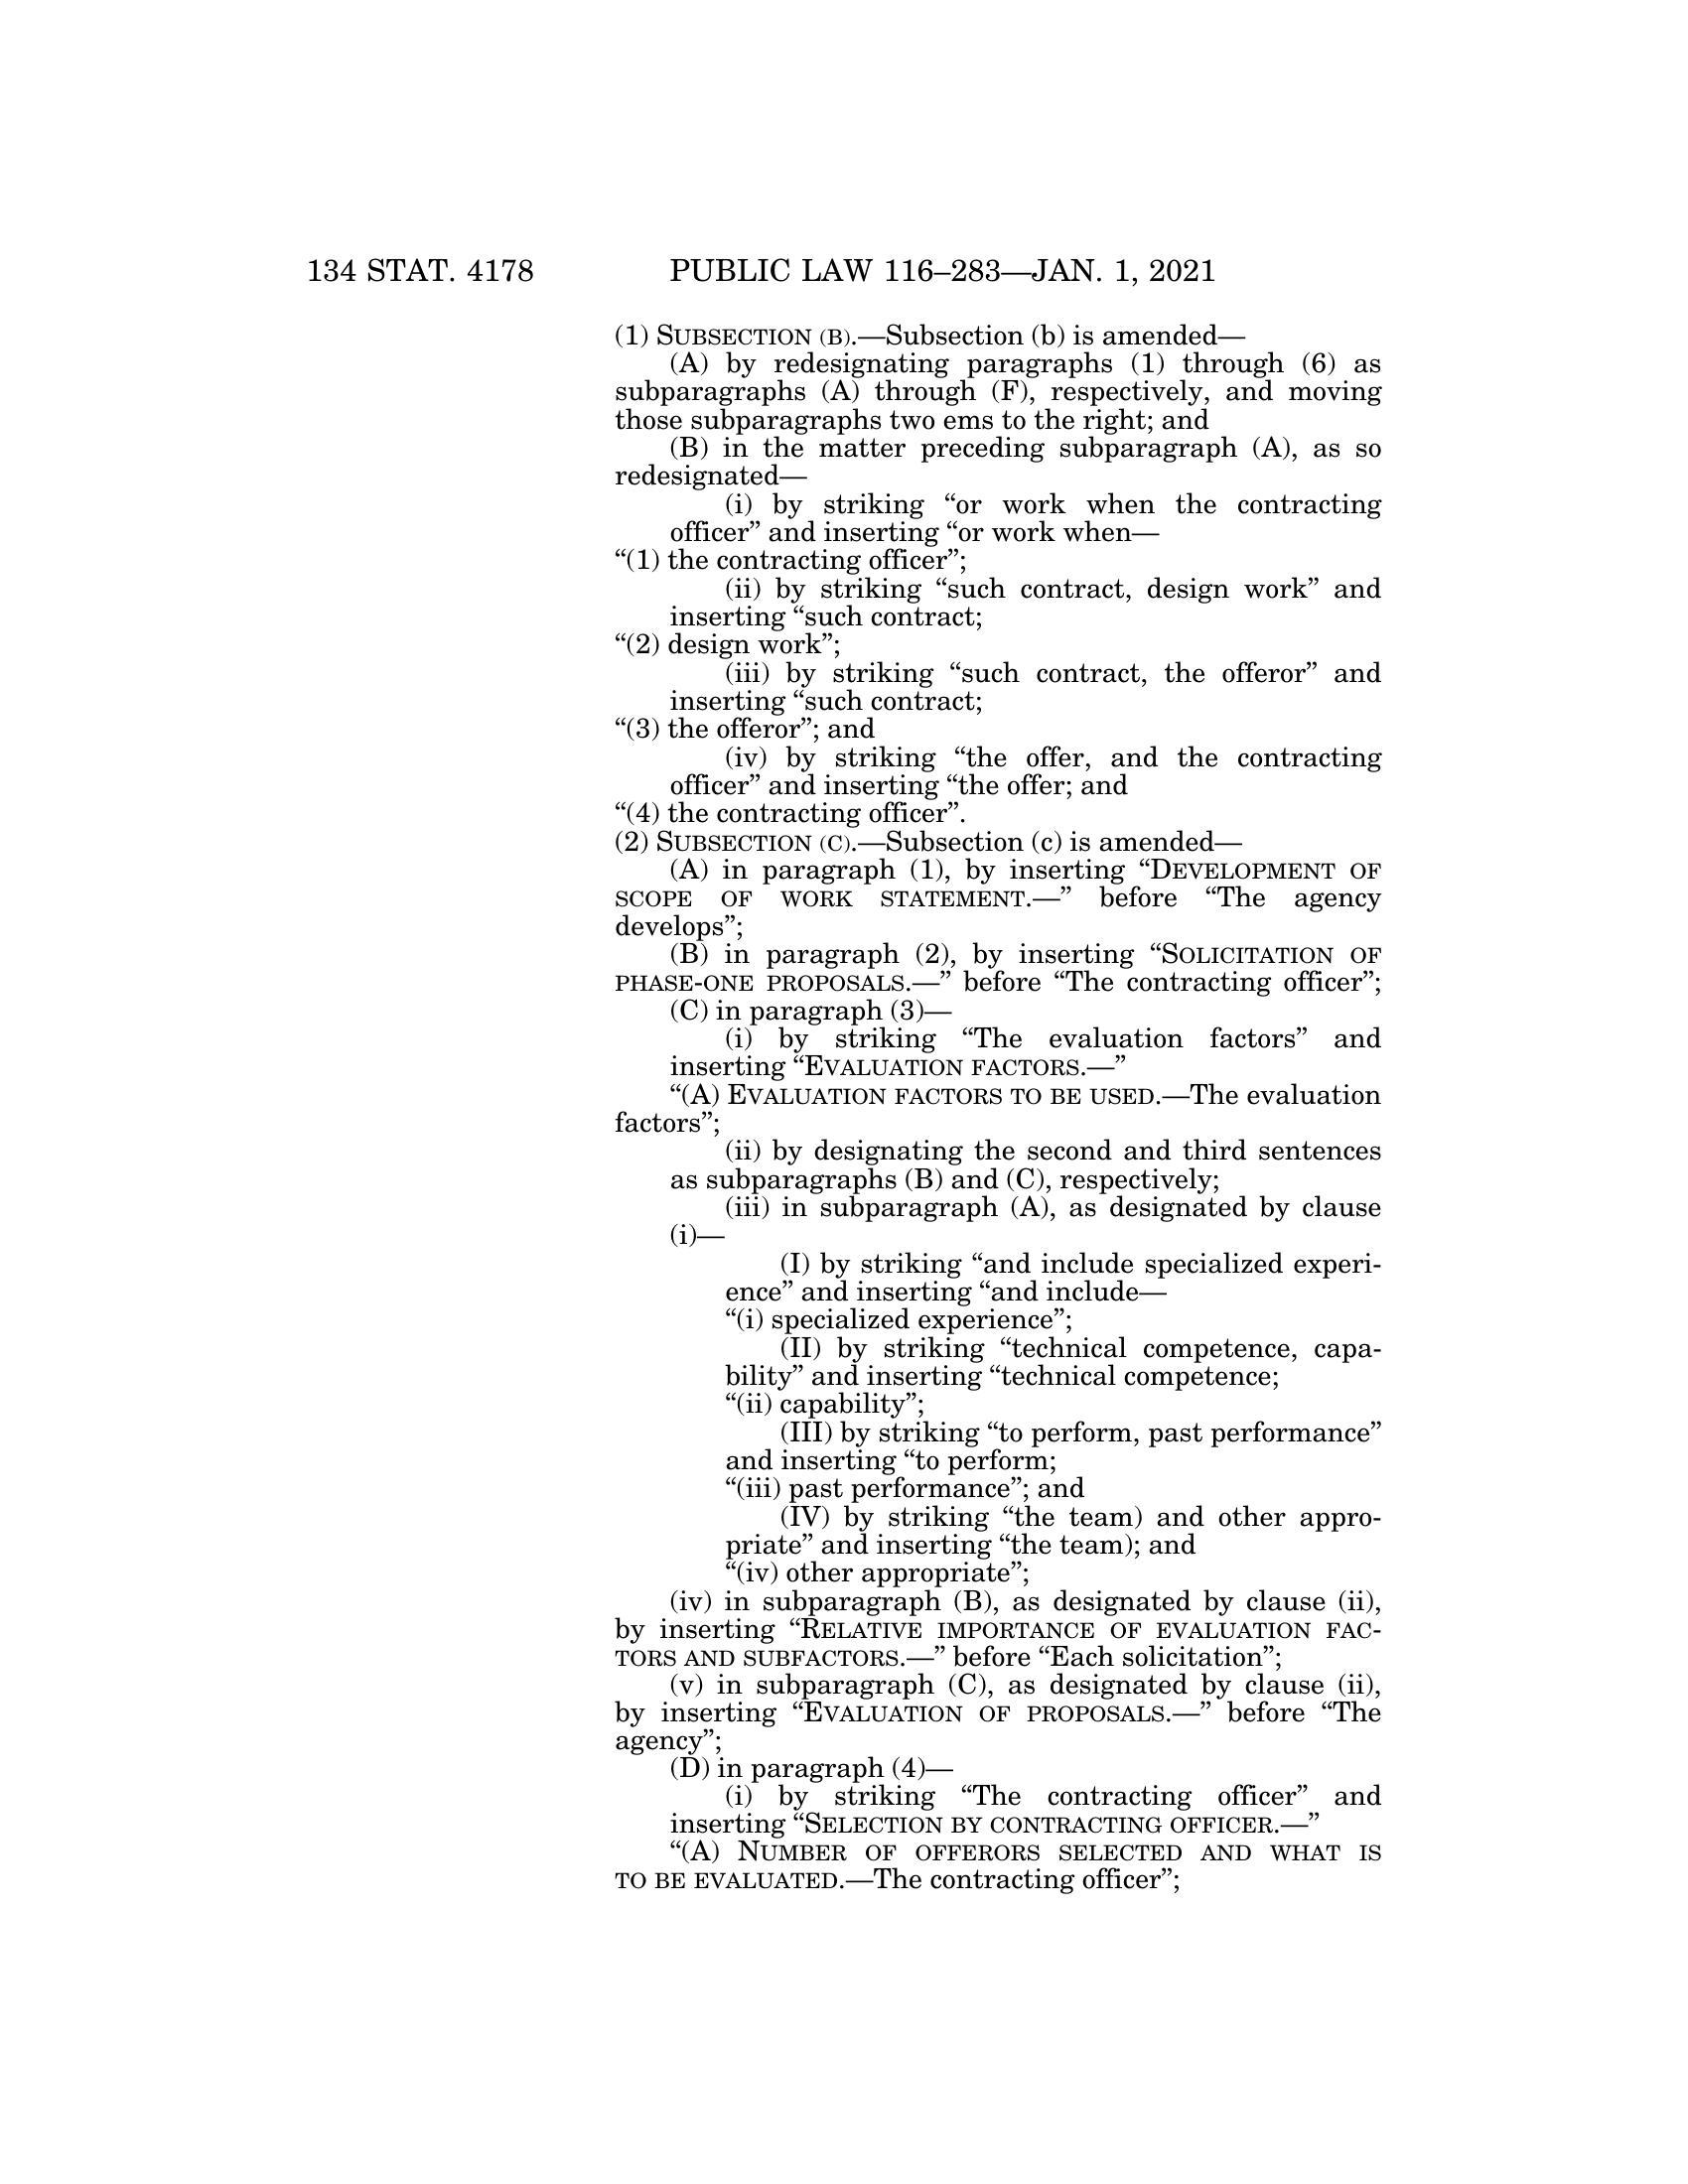 134 STAT. 4178 PUBLIC LAW 116–283—JAN. 1, 2021
(1) SUBSECTION (B).—Subsection (b) is amended—
(A) by redesignating paragraphs (1) through (6) as
subparagraphs (A) through (F), respectively, and moving
those subparagraphs two ems to the right; and
(B) in the matter preceding subparagraph (A), as so
redesignated—
(i) by striking “or work when the contracting
officer” and inserting “or work when—
“(1) the contracting officer”;
(ii) by striking “such contract, design work” and
inserting “such contract;
“(2) design work”;
(iii) by striking “such contract, the offeror” and
inserting “such contract;
“(3) the offeror”; and
(iv) by striking “the offer, and the contracting
officer” and inserting “the offer; and
“(4) the contracting officer”.
(2) SUBSECTION (C).—Subsection (c) is amended—
(A) in paragraph (1), by inserting “DEVELOPMENT OF
SCOPE OF WORK STATEMENT.—” before “The agency
develops”;
(B) in paragraph (2), by inserting “SOLICITATION OF
PHASE-ONE PROPOSALS.—” before “The contracting officer”;
(C) in paragraph (3)—
(i) by striking “The evaluation factors” and
inserting “EVALUATION FACTORS.—”
“(A) EVALUATION FACTORS TO BE USED.—The evaluation
factors”;
(ii) by designating the second and third sentences
as subparagraphs (B) and (C), respectively;
(iii) in subparagraph (A), as designated by clause
(i)—
(I) by striking “and include specialized experi-
ence” and inserting “and include—
“(i) specialized experience”;
(II) by striking “technical competence, capa-
bility” and inserting “technical competence;
“(ii) capability”;
(III) by striking “to perform, past performance”
and inserting “to perform;
“(iii) past performance”; and
(IV) by striking “the team) and other appro-
priate” and inserting “the team); and
“(iv) other appropriate”;
(iv) in subparagraph (B), as designated by clause (ii),
by inserting “RELATIVE IMPORTANCE OF EVALUATION FAC-
TORS AND SUBFACTORS.—” before “Each solicitation”;
(v) in subparagraph (C), as designated by clause (ii),
by inserting “EVALUATION OF PROPOSALS.—” before “The
agency”;
(D) in paragraph (4)—
(i) by striking “The contracting officer” and
inserting “SELECTION BY CONTRACTING OFFICER.—”
“(A) NUMBER OF OFFERORS SELECTED AND WHAT IS
TO BE EVALUATED.—The contracting officer”;